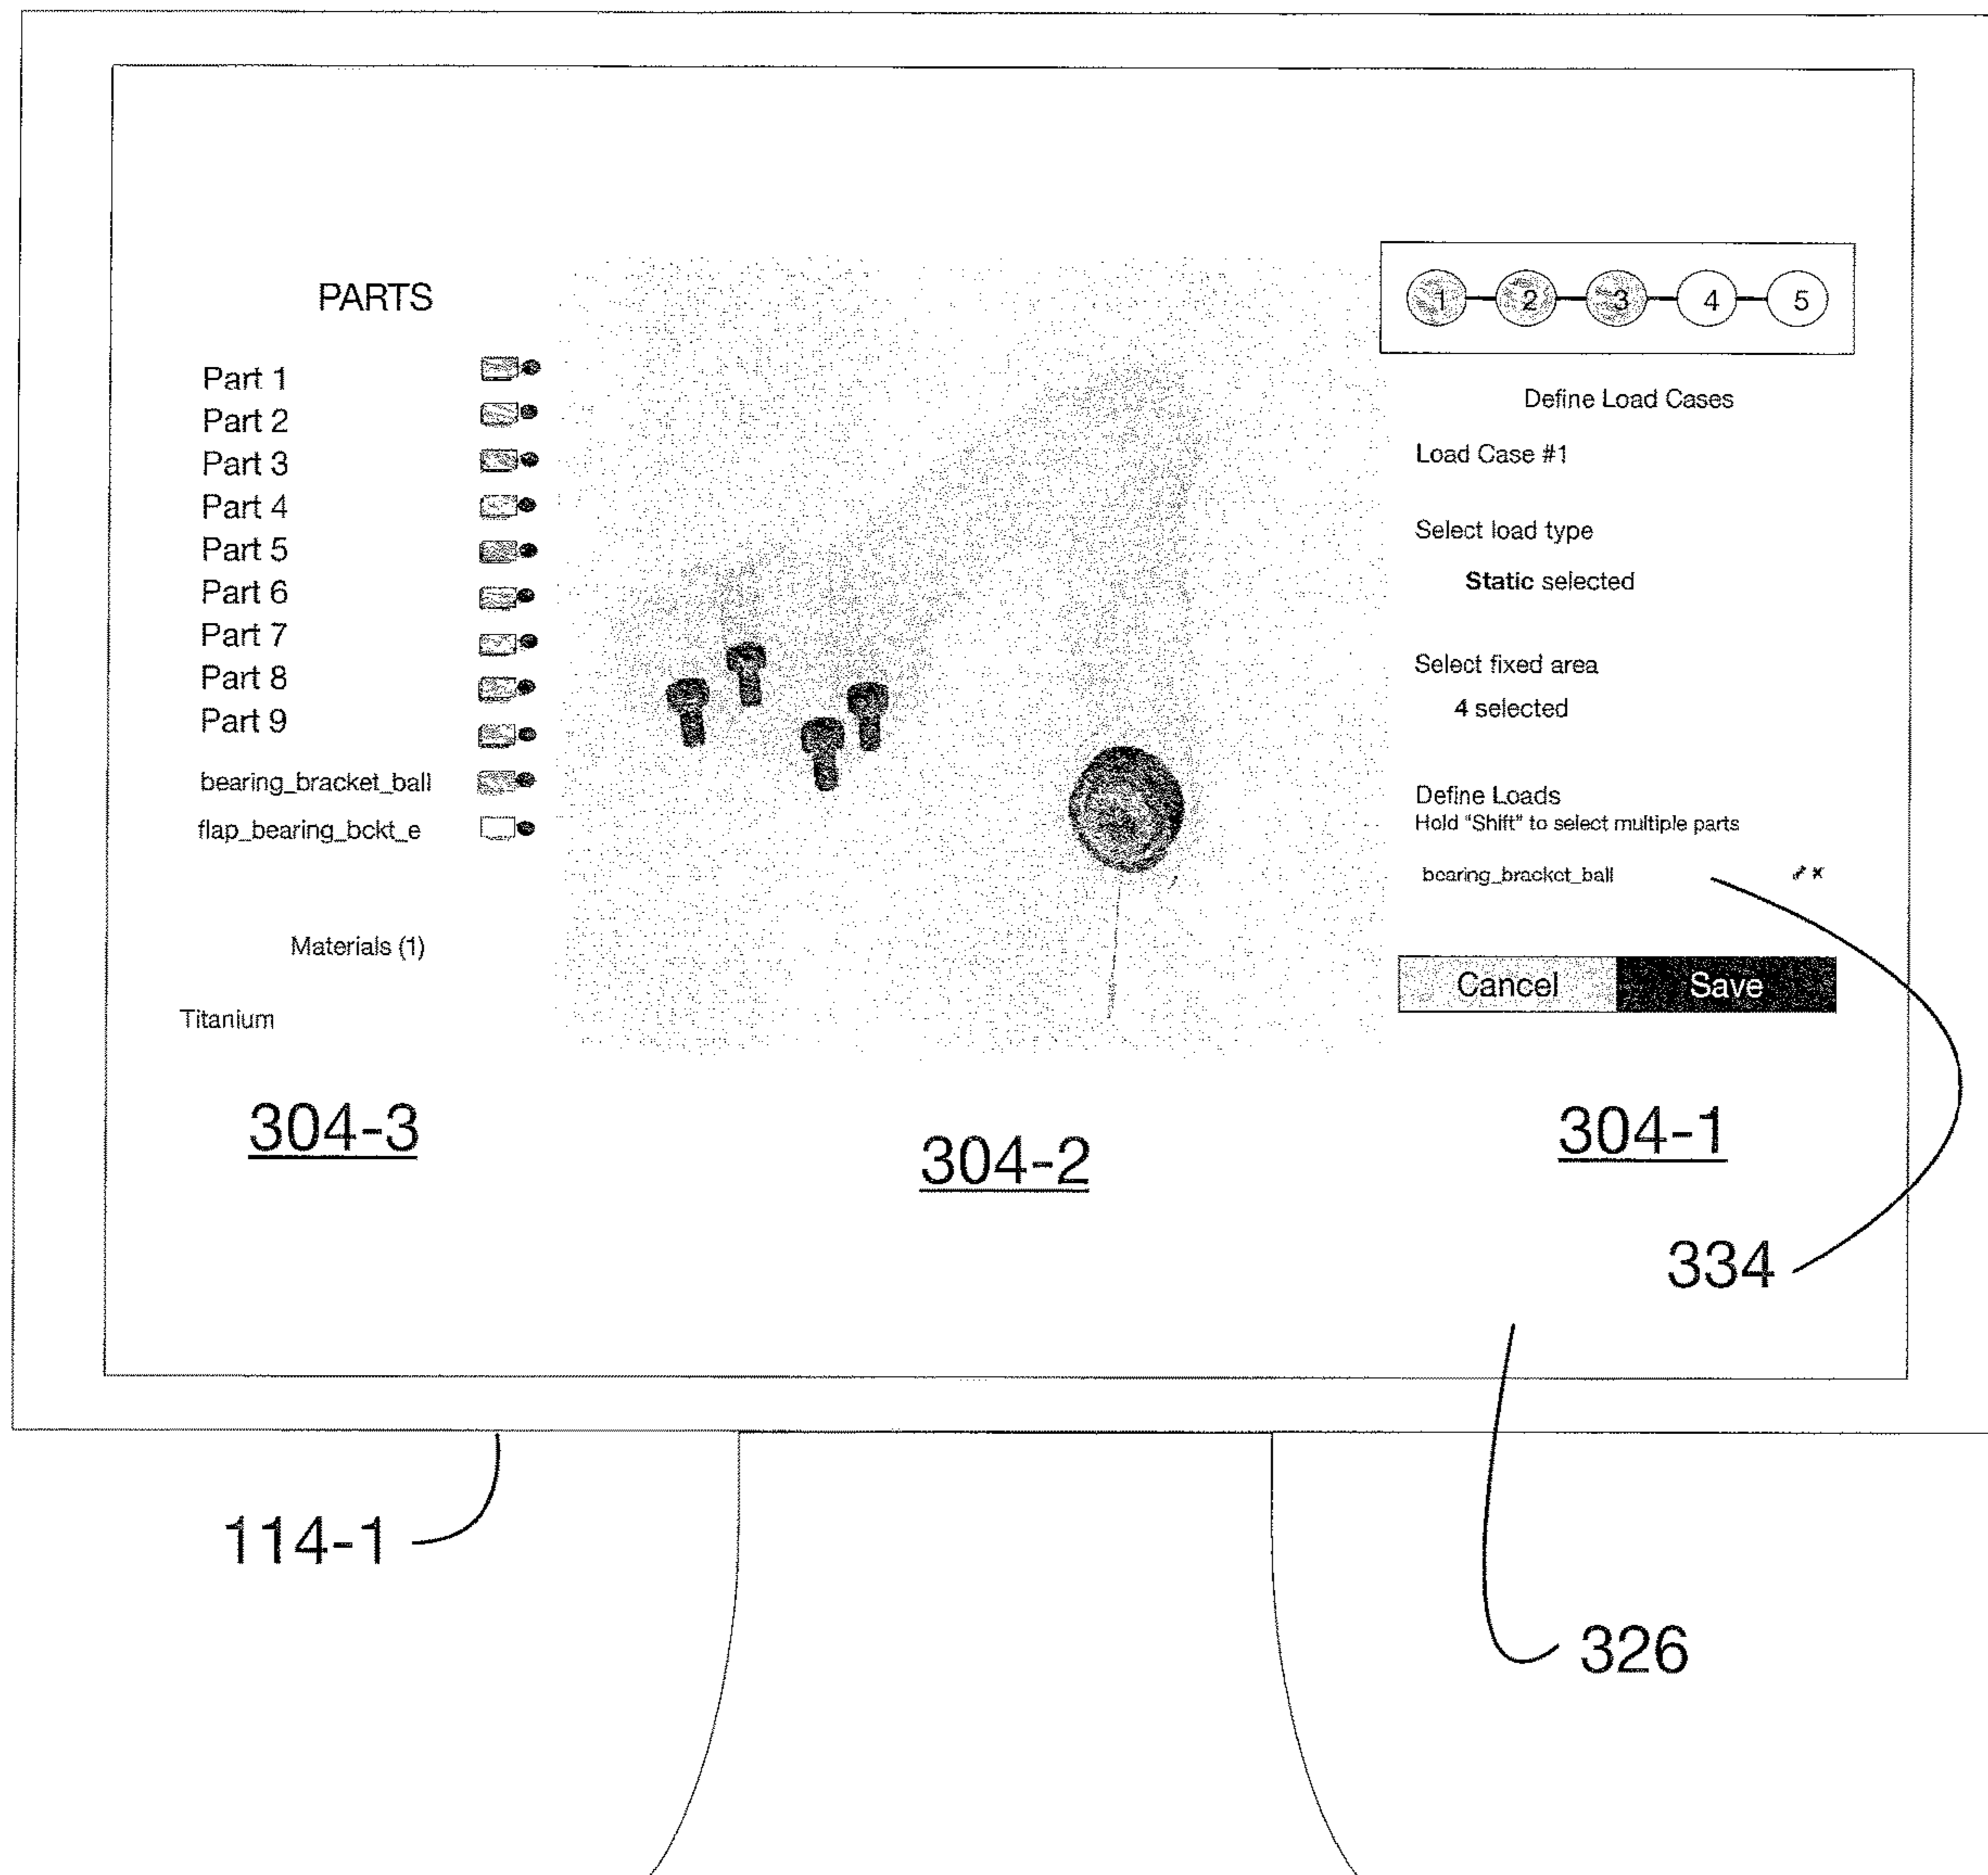 PARTS
Part 1
Part 2
Part 3
Part 4
Part 5
Part 6
Part 7
Part 8
Part 9
bearing_bracket_ball
flap_bearing_bckt_e
Materials (1)
Titanium
304-3
304-2
1 2 3 4 5
Define Load Cases
Load Case #1
Select load type
Static selected
Select fixed area
4 selected
Define Loads
Hold "Shift" to select multiple parts
bearing_bracket_ball
Cancel Save
304-1
334
114-1
326